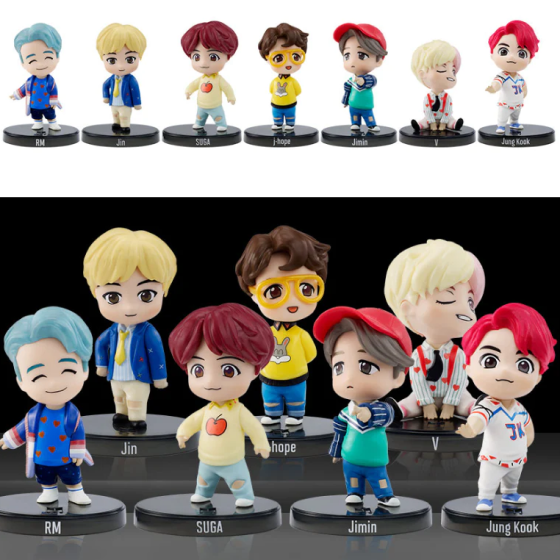 RM
Jin
SUGA
j-hope
Jimin
V
Jung Kook
Jin
hope
V
RM
SUGA
Jimin
Jung Kook
JK